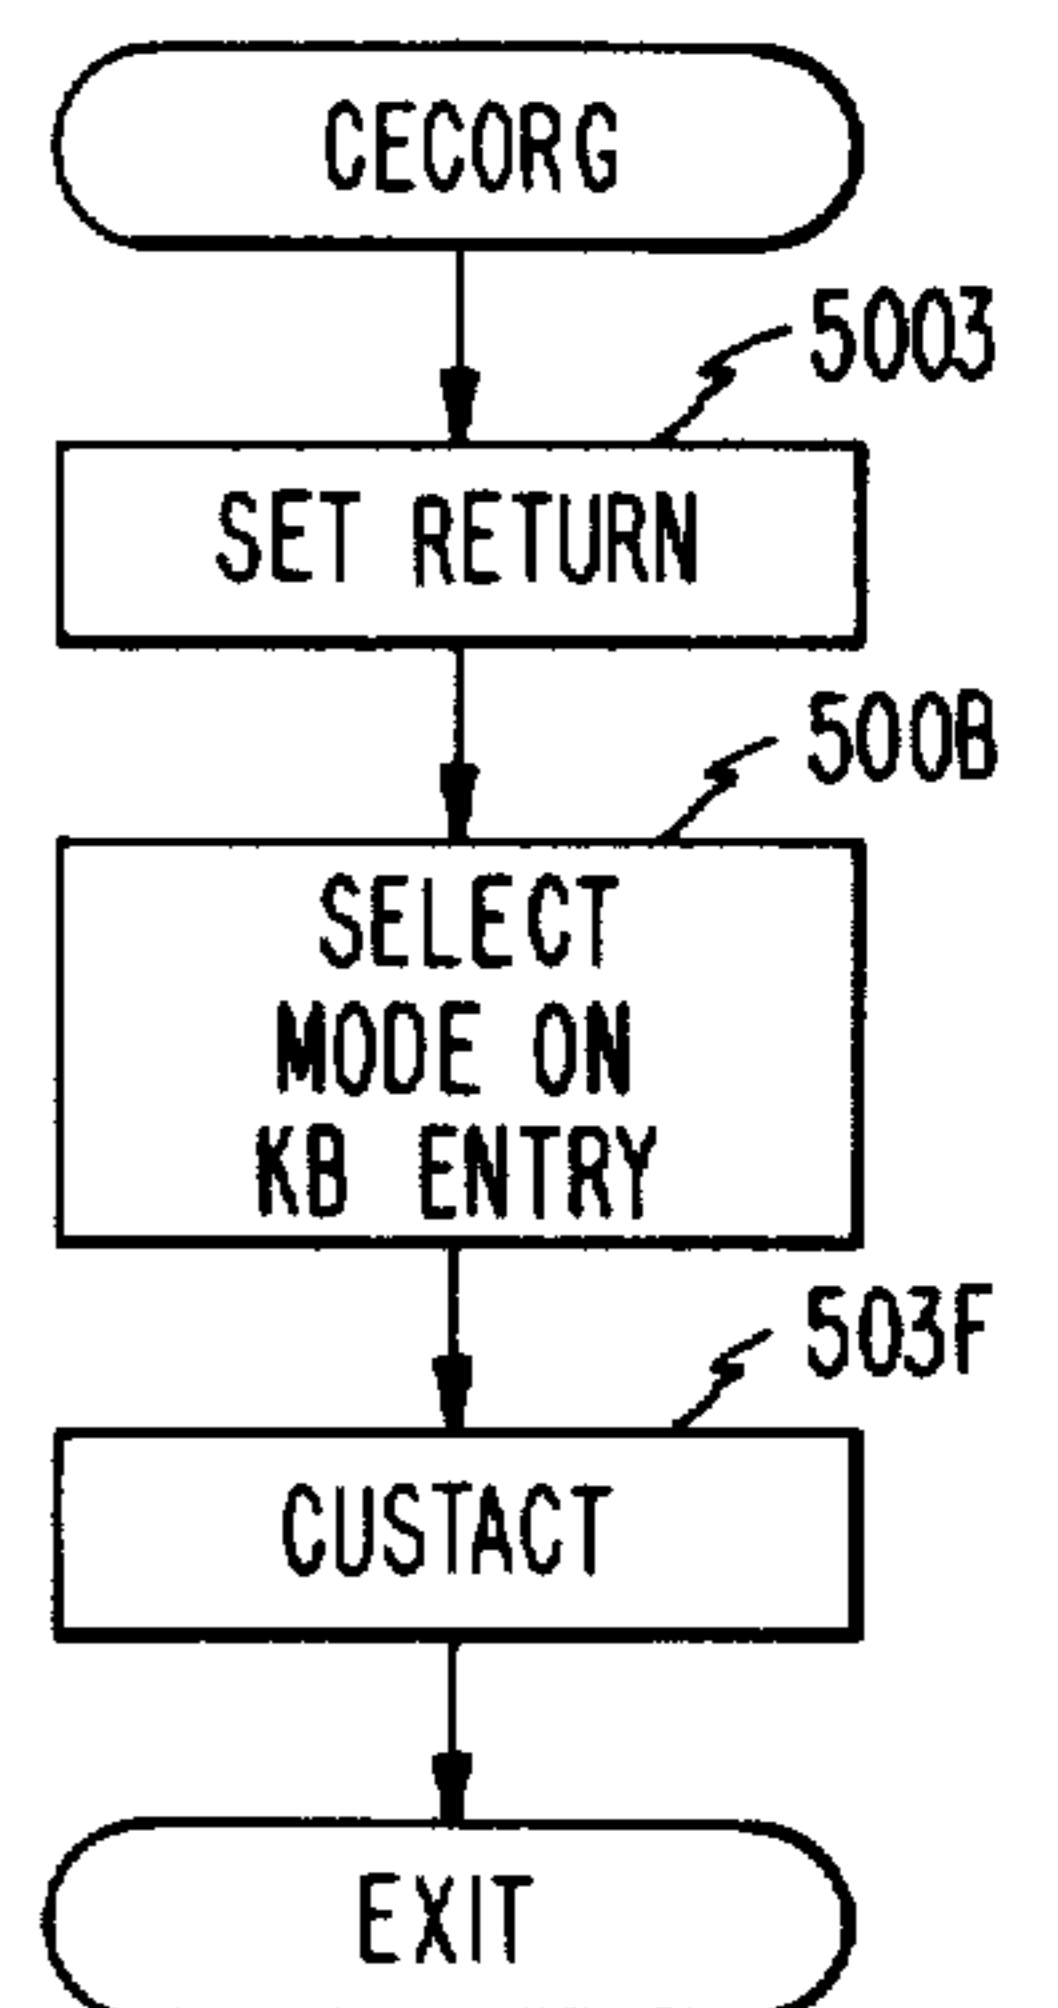 CECORG
5003
SET RETURN
500B
SELECT
MODE ON
KB ENTRY
503F
CUSTACT
EXIT